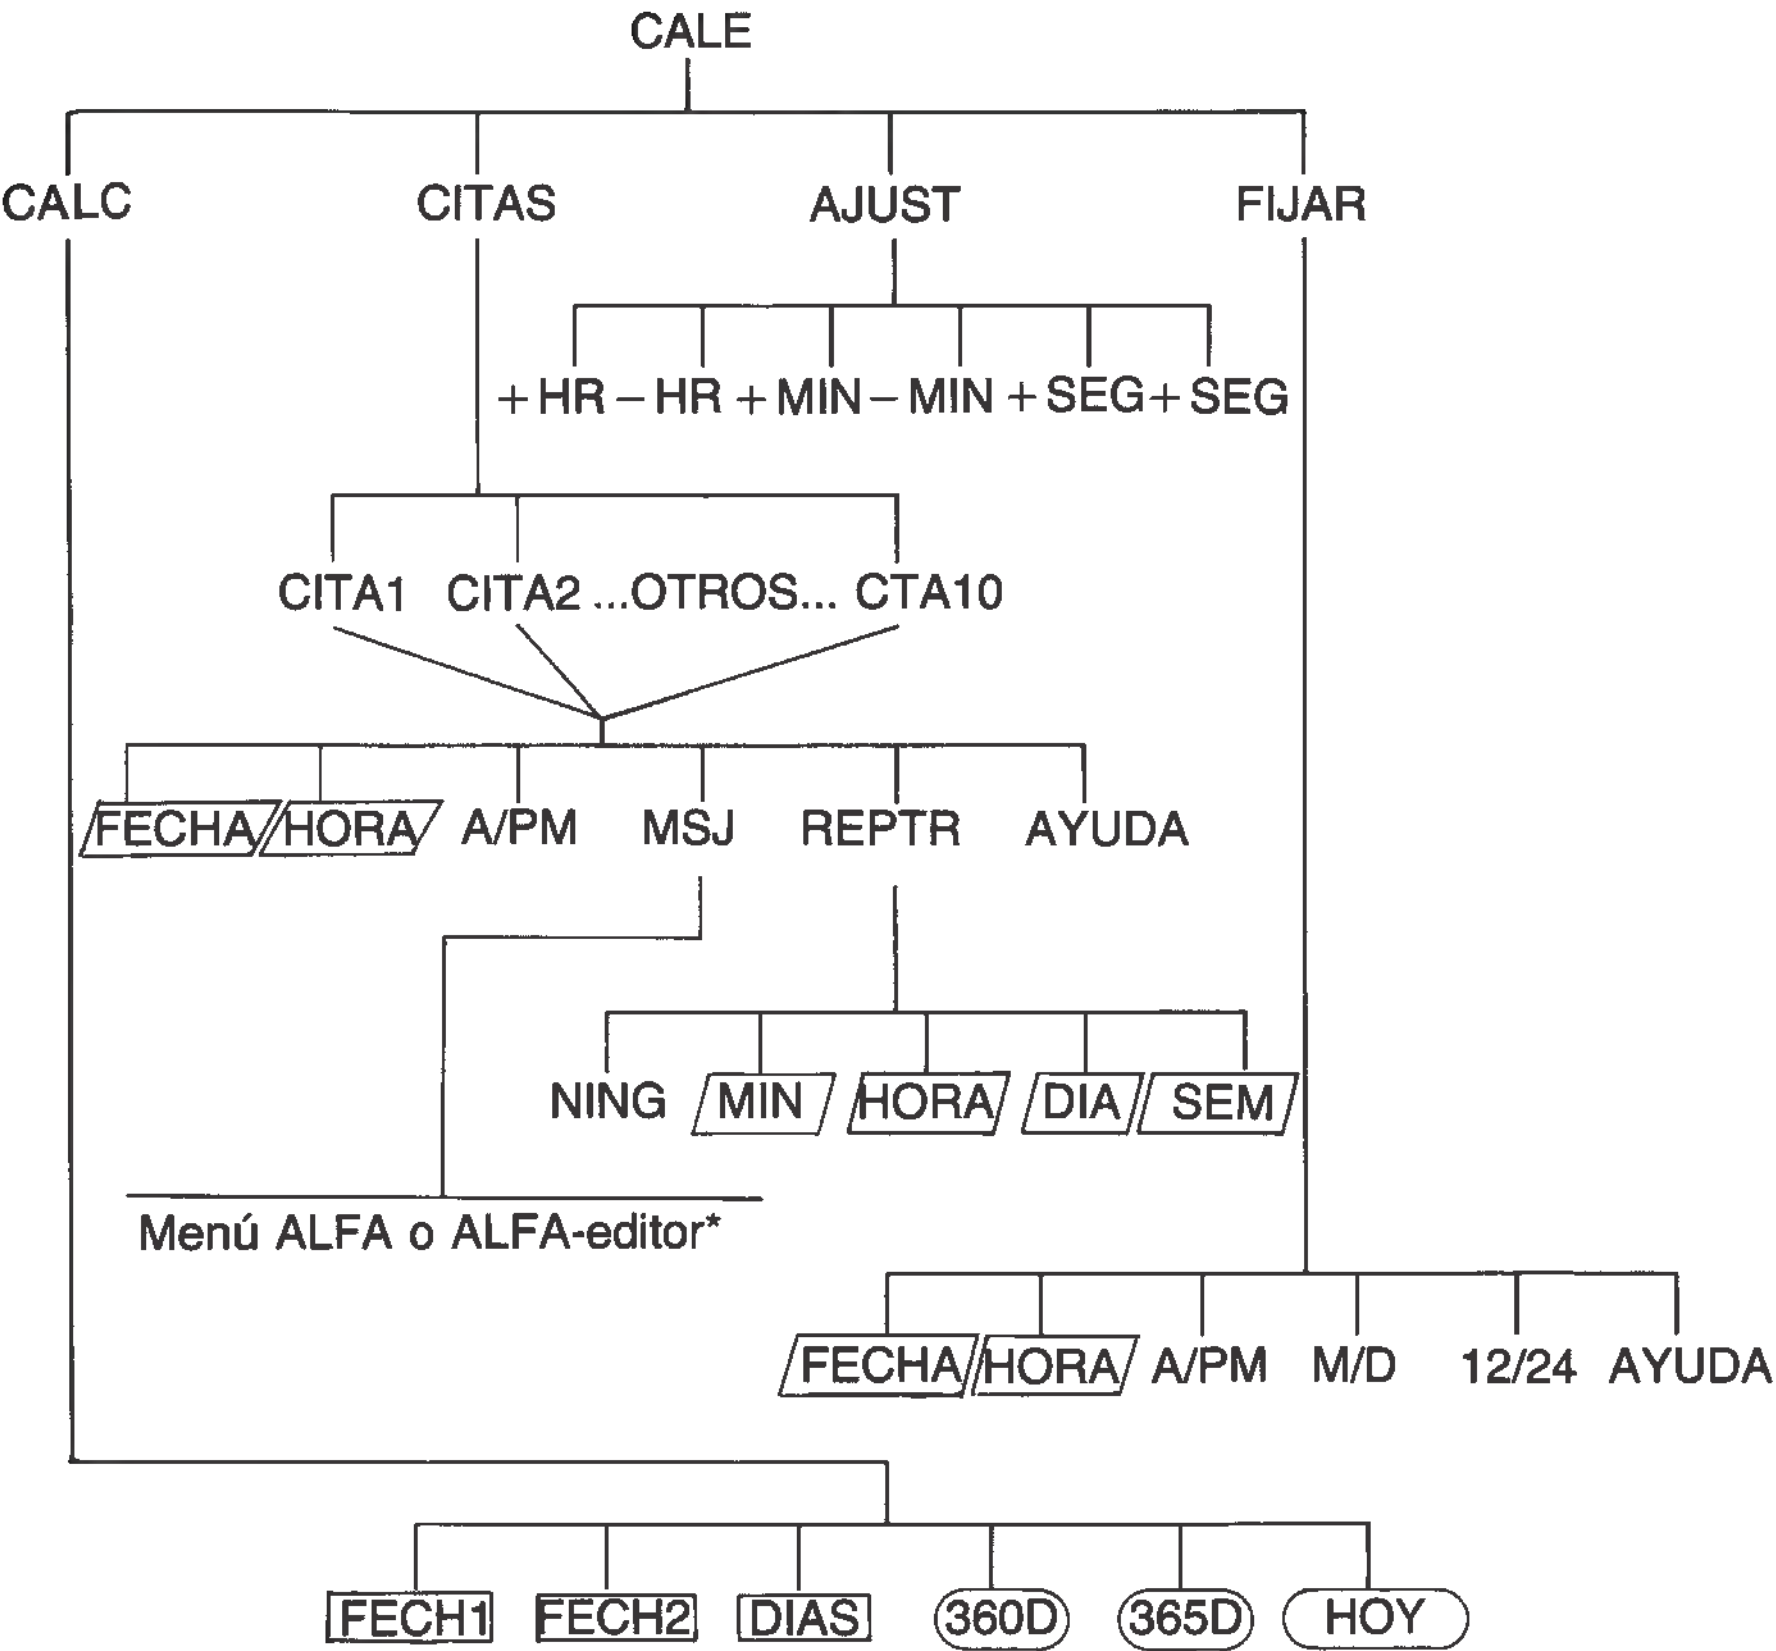 CALE
CALC CITAS AJUST FIJAR
+HR -HR +MIN -MIN +SEG +SEG
CITA1 CITA2 ...OTROS... CTA10
FECHA HORA A/PM MSJ REPTR AYUDA
NING MIN HORA DIA SEM
Menú ALFA o ALFA-editor*
FECHA HORA A/PM M/D 12/24 AYUDA
FECH1 FECH2 DIAS 360D 365D HOY